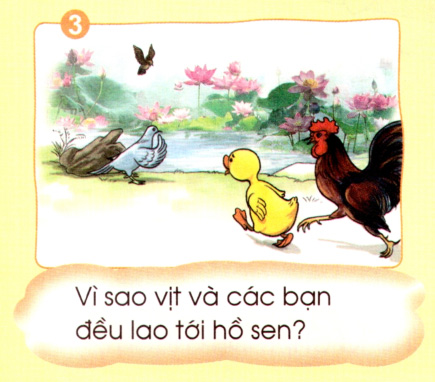 3
Vì sao vịt và các bạn
đều lao tới hồ sen?